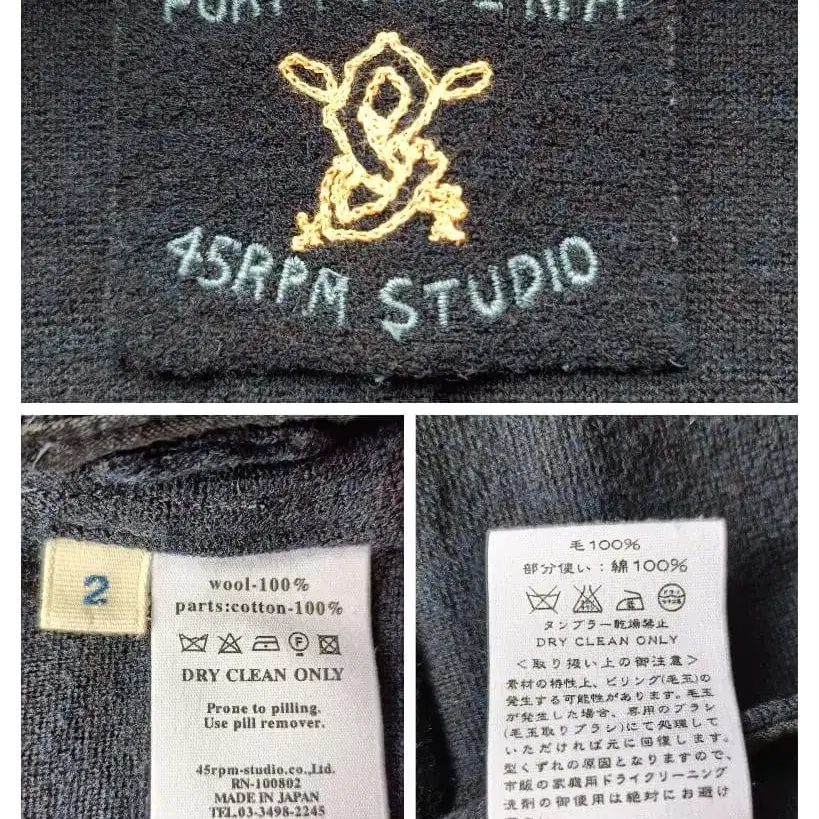 45RPM STUDIO
2
wool-100%
parts:cotton-100%
F
DRY CLEAN ONLY
Prone to pilling.
Use pill remover.
45rpm-studio.co.,Ltd.
RN-100802
MADE IN JAPAN
TEL.03-3498-2245
毛100%
部分使い:綿100%
タンブラー乾燥禁止
DRY CLEAN ONLY
<取り扱い上の御注意>
素材の特性上、ピリング(毛玉)の
発生する可能性があります。毛玉
が発生した場合、専用のブラシ
(毛玉取りブラシ)にて処理して
いただければ元に回復します。
型くずれの原因となりますので、
市販の家庭用ドライクリーニング
洗剤の御使用は絶対にお避け